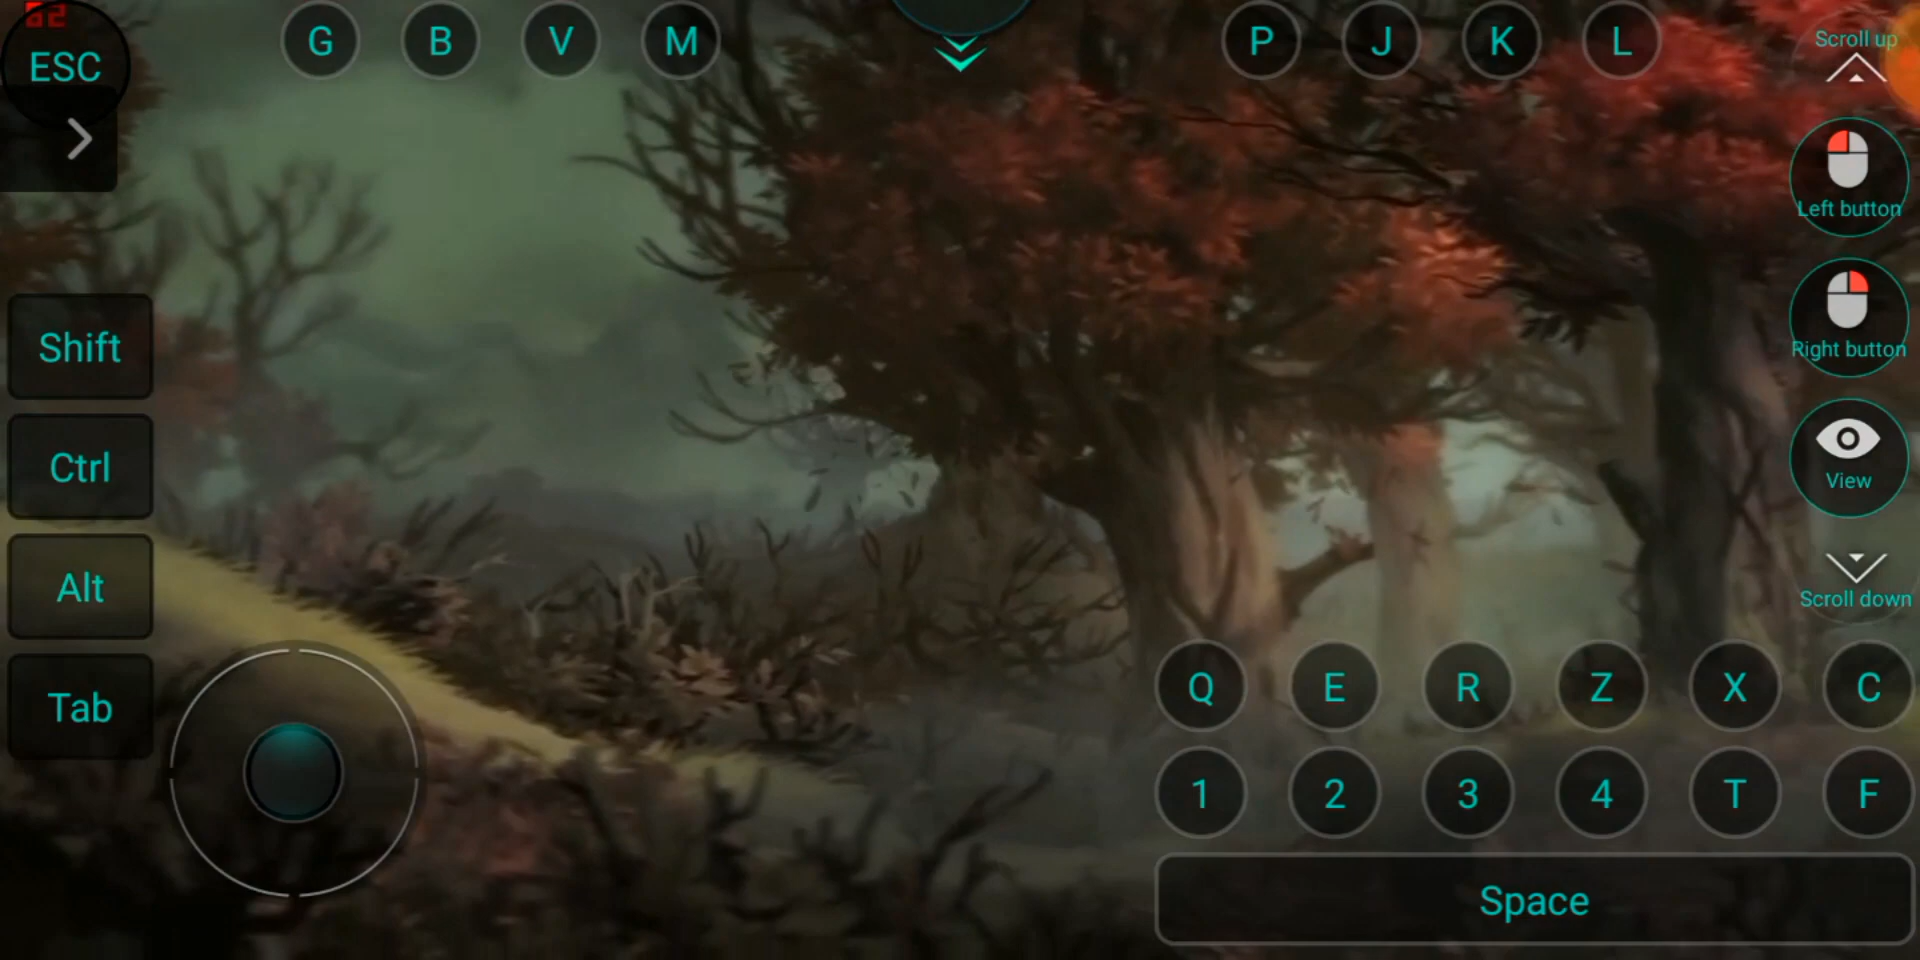 82
ESC
G B V M P J K L
Scroll up
Left button
Right button
View
Scroll down
Shift
Ctrl
Alt
Tab
Q E R Z X C
1 2 3 4 T F
Space